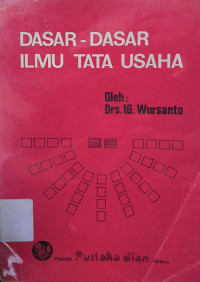 DASAR - DASAR
ILMU TATA USAHA
Oleh :
Drs. IG. Wursanto
Pustaka dian